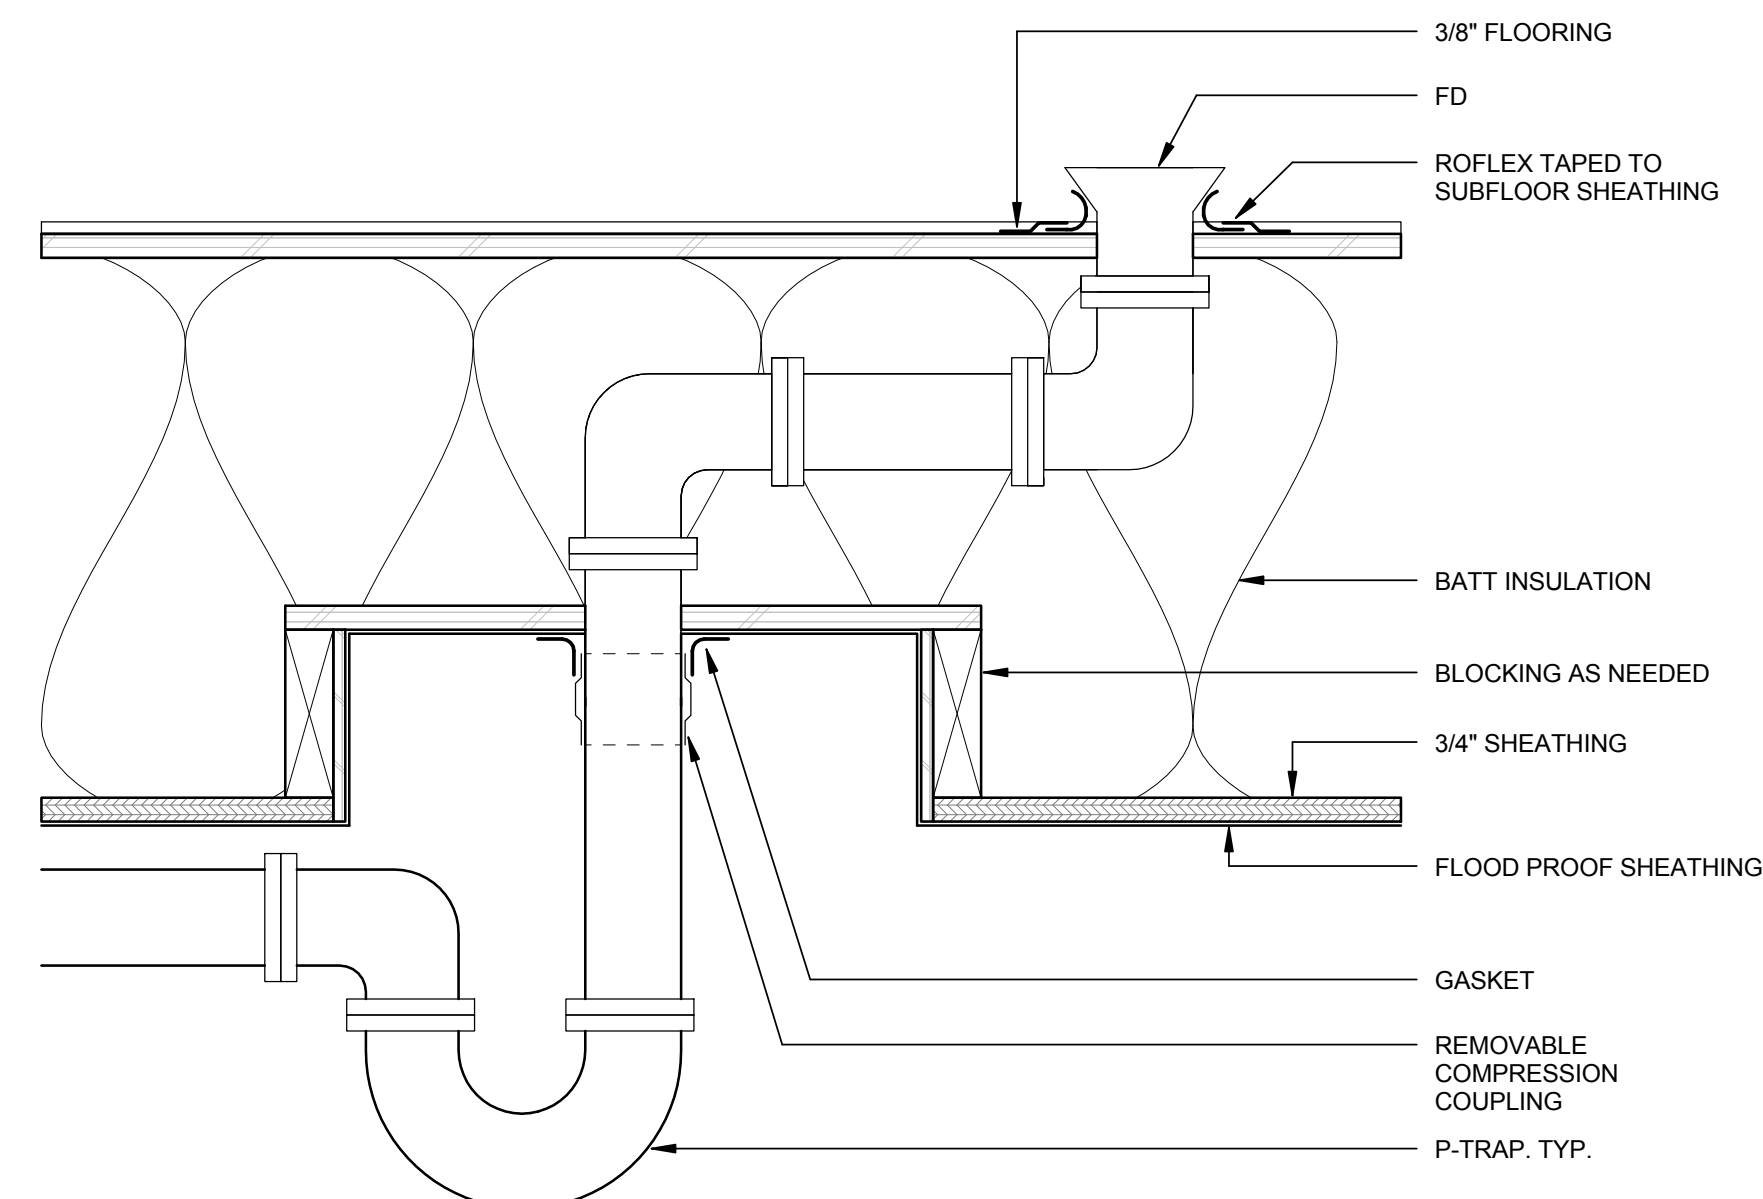 3/8" FLOORING
FD
ROFLEX TAPED TO
SUBFLOOR SHEATHING
BATT INSULATION
BLOCKING AS NEEDED
3/4" SHEATHING
FLOOD PROOF SHEATHING
GASKET
REMOVABLE
COMPRESSION
COUPLING
P-TRAP. TYP.